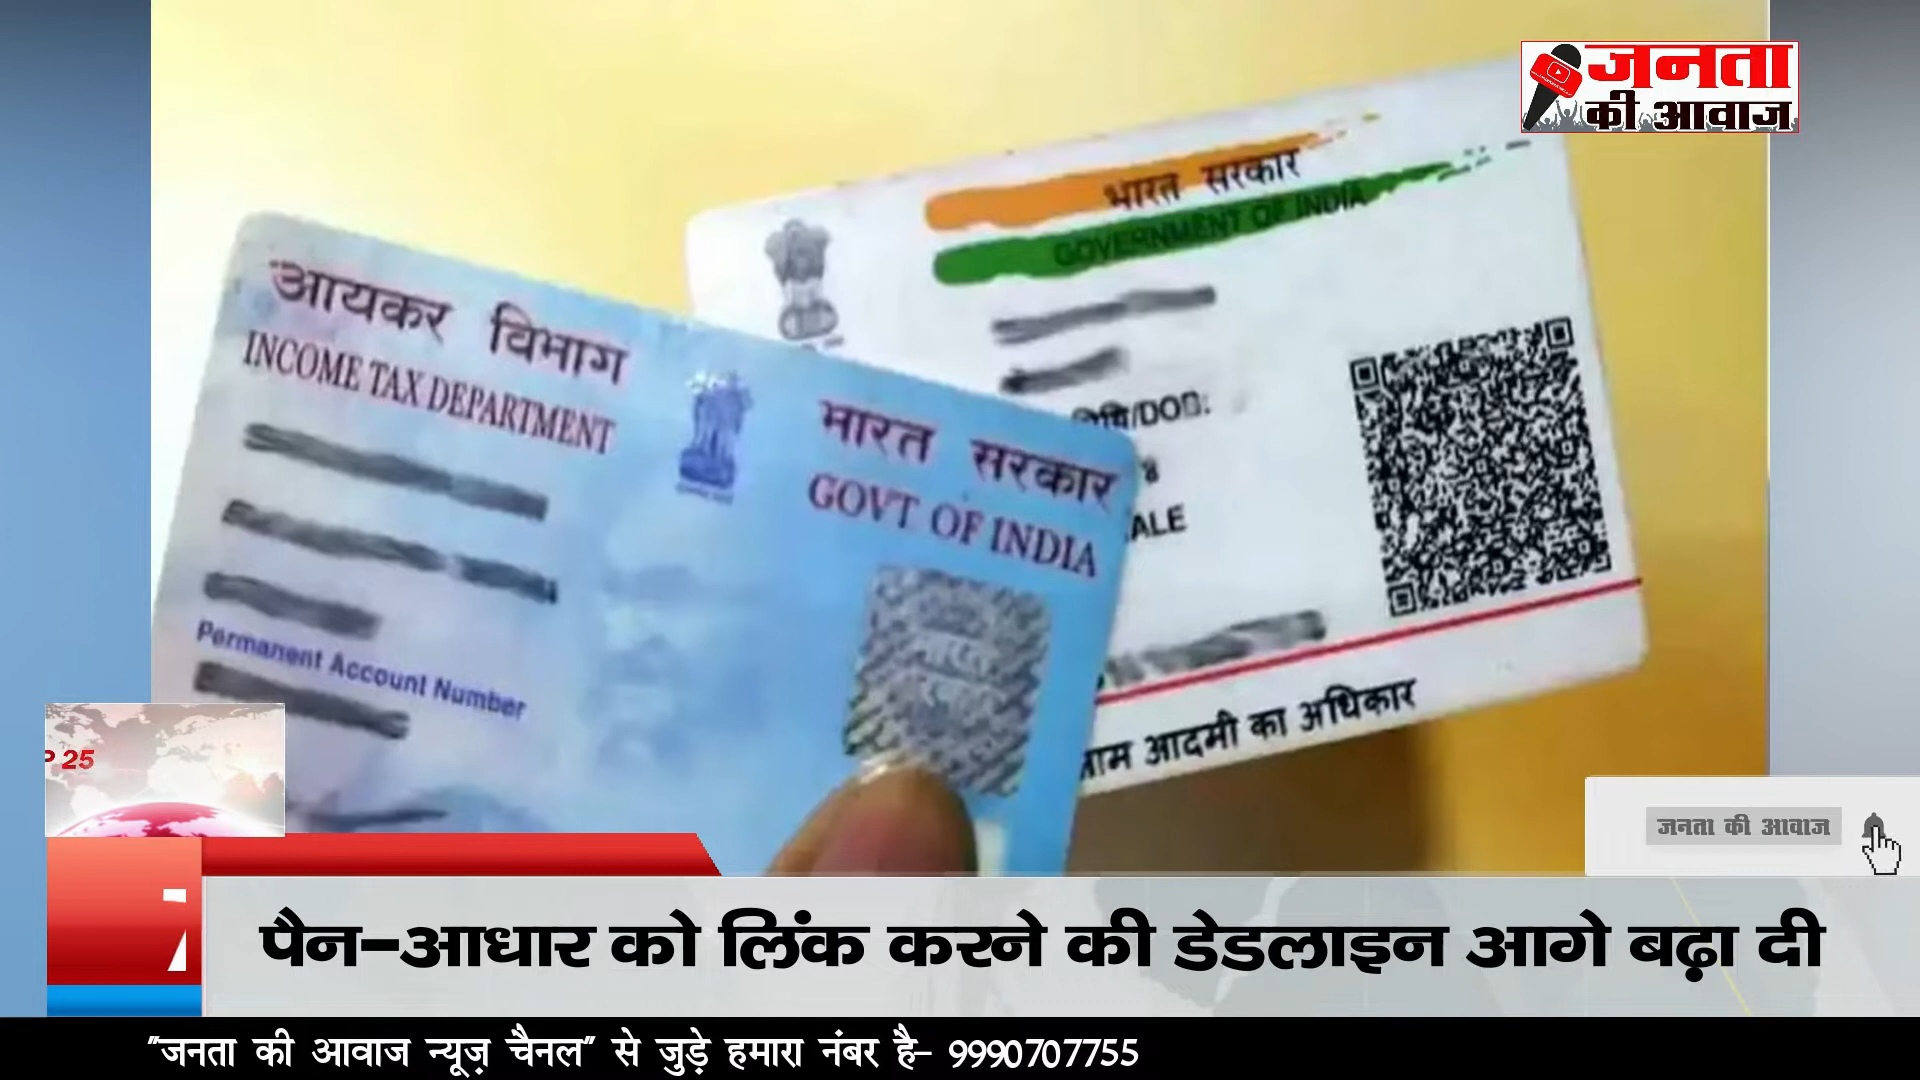 जनता
की आवाज
भारत सरकार
GOVERNMENT OF INDIA
आयकर विभाग
INCOME TAX DEPARTMENT
भारत सरकार
GOVT OF INDIA
/DOB:
8
ALE
Permanent Account Number
आदमी का अधिकार
P 25
जनता की आवाज
पैन-आधार को लिंक करने की डेडलाइन आगे बढ़ा दी
"जनता की आवाज न्यूज़ चैनल" से जुड़े हमारा नंबर है- 9990707755